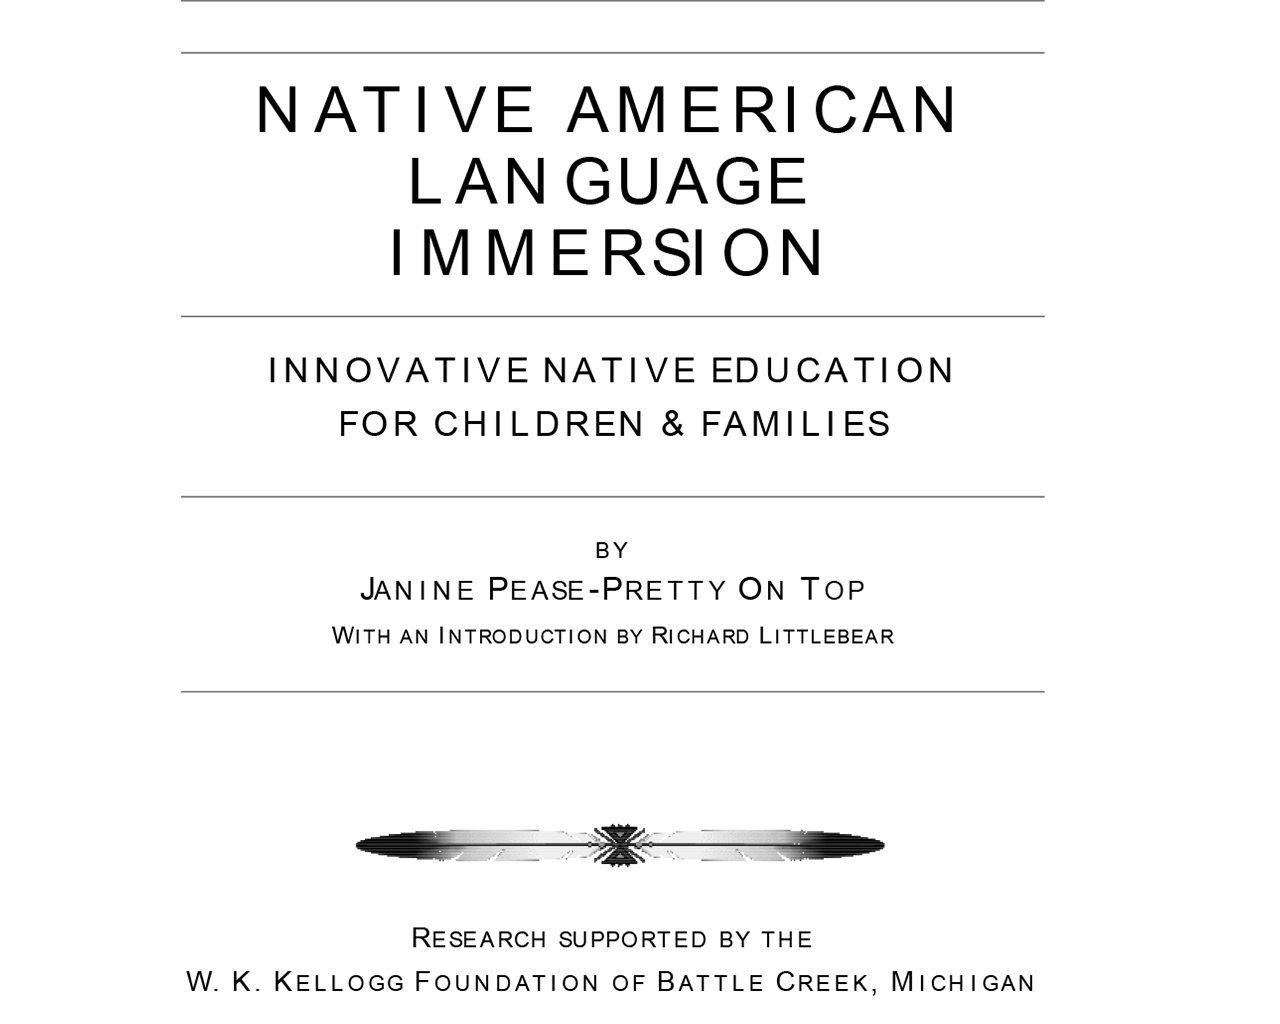 NATIVE AMERICAN
LANGUAGE
IMMERSION
INNOVATIVE NATIVE EDUCATION
FOR CHILDREN & FAMILIES
BY
JANINE PEASE-PRETTY ON TOP
WITH AN INTRODUCTION BY RICHARD LITTLEBEAR
RESEARCH SUPPORTED BY THE
W. K. KELLOGG FOUNDATION OF BATTLE CREEK, MICHIGAN